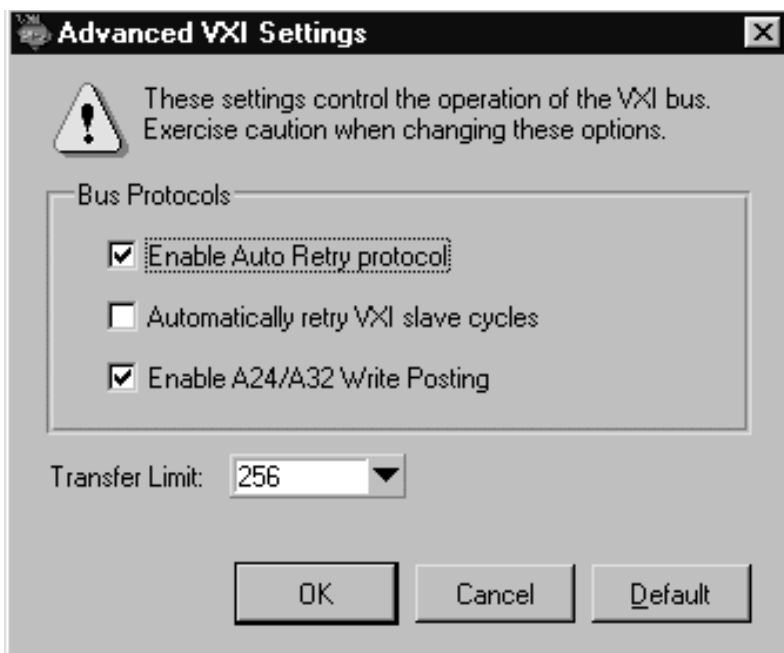 Advanced VXI Settings
These settings control the operation of the VXI bus.
Exercise caution when changing these options.
Bus Protocols
Enable Auto Retry protocol
Automatically retry VXI slave cycles
Enable A24/A32 Write Posting
Transfer Limit: 256
OK Cancel Default